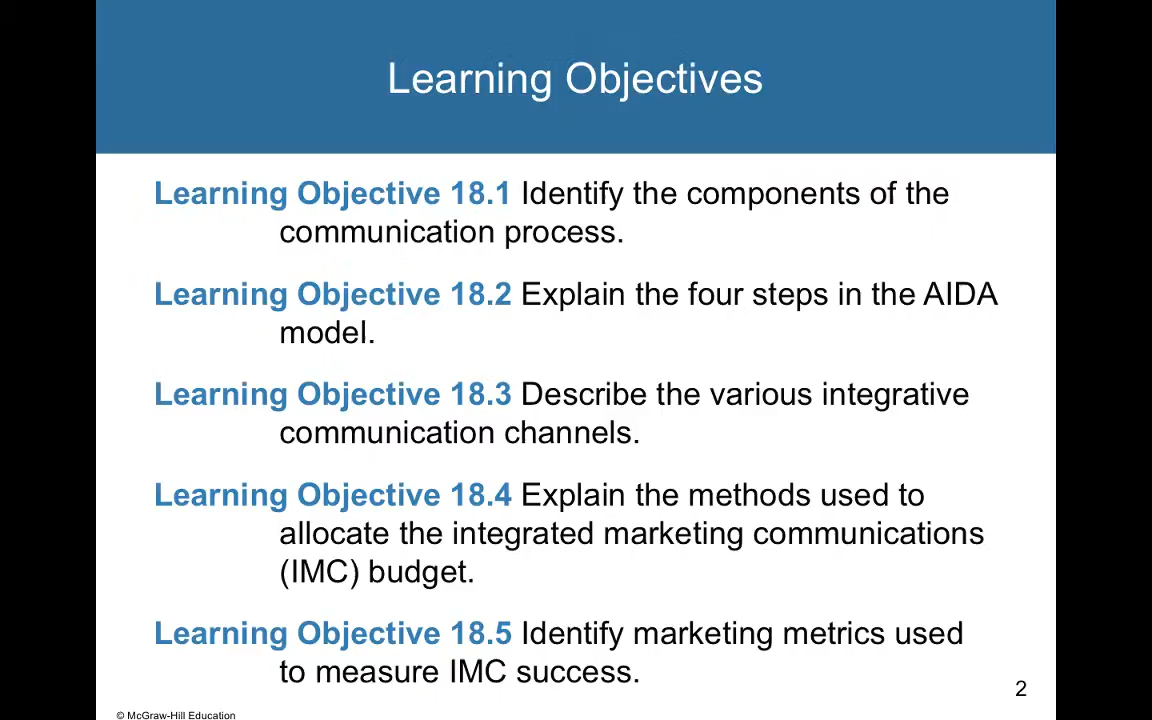 Learning Objectives
Learning Objective 18.1 Identify the components of the
communication process.
Learning Objective 18.2 Explain the four steps in the AIDA
model.
Learning Objective 18.3 Describe the various integrative
communication channels.
Learning Objective 18.4 Explain the methods used to
allocate the integrated marketing communications
(IMC) budget.
Learning Objective 18.5 Identify marketing metrics used
to measure IMC success.
2
© McGraw-Hill Education